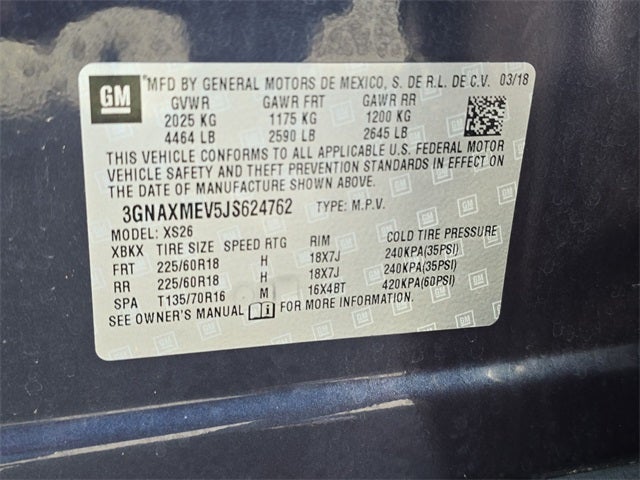 GM
MFD BY GENERAL MOTORS DE MEXICO, S. DE R.L. DE C.V. 03/18
GVWR GAWR FRT GAWR RR
2025 KG 1175 KG 1200 KG
4464 LB 2590 LB 2645 LB
THIS VEHICLE CONFORMS TO ALL APPLICABLE U.S. FEDERAL MOTOR
VEHICLE SAFETY AND THEFT PREVENTION STANDARDS IN EFFECT ON
THE DATE OF MANUFACTURE SHOWN ABOVE.
3GNAXMEV5JS624762 TYPE: M.P.V.
MODEL: XS26
XBKX TIRE SIZE SPEED RTG RIM COLD TIRE PRESSURE
FRT 225/60R18 H 18X7J 240KPA(35PSI)
RR 225/60R18 H 18X7J 240KPA(35PSI)
SPA T135/70R16 M 16X4BT 420KPA(60PSI)
SEE OWNER'S MANUAL FOR MORE INFORMATION.